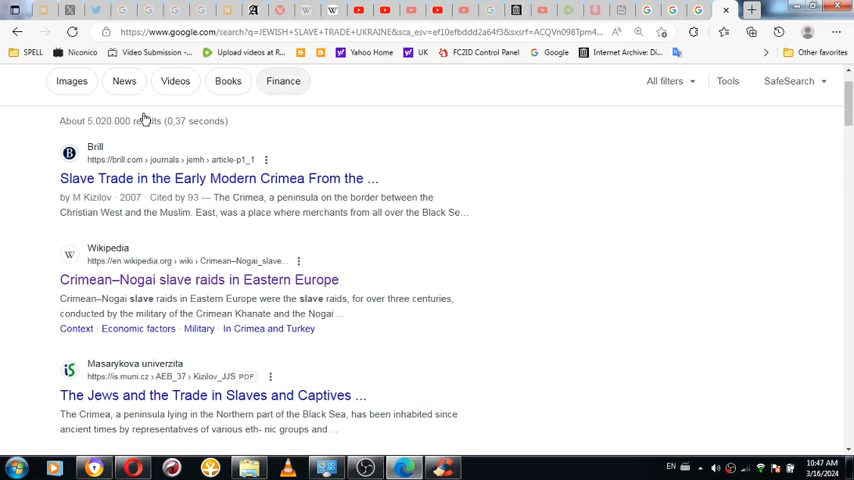 https://www.google.com/search?q=JEWISH+SLAVE+TRADE+UKRAINE&sca_esv=ef10efbddd2a64f3&sxsrf=ACQVn098Tpm4...
SPELL
Niconico
Video Submission -...
Upload videos at R...
Yahoo Home
UK
FC2ID Control Panel
Google
Internet Archive: Di...
Other favorites
Images
News
Videos
Books
Finance
All filters
Tools
SafeSearch
About 5.020.000 results (0,37 seconds)
Brill
https://brill.com › journals › jemh › article-p1_1
Slave Trade in the Early Modern Crimea From the ...
by M Kizilov · 2007 · Cited by 93 — The Crimea, a peninsula on the border between the
Christian West and the Muslim. East, was a place where merchants from all over the Black Se...
W
Wikipedia
https://en.wikipedia.org › wiki › Crimean–Nogai_slave...
Crimean–Nogai slave raids in Eastern Europe
Crimean–Nogai slave raids in Eastern Europe were the slave raids, for over three centuries,
conducted by the military of the Crimean Khanate and the Nogai ...
Context · Economic factors · Military · In Crimea and Turkey
Masarykova univerzita
https://is.muni.cz › AEB_37 › Kizilov_JJS PDF
The Jews and the Trade in Slaves and Captives ...
The Crimea, a peninsula lying in the Northern part of the Black Sea, has been inhabited since
ancient times by representatives of various eth- nic groups and ...
EN
10:47 AM
3/16/2024